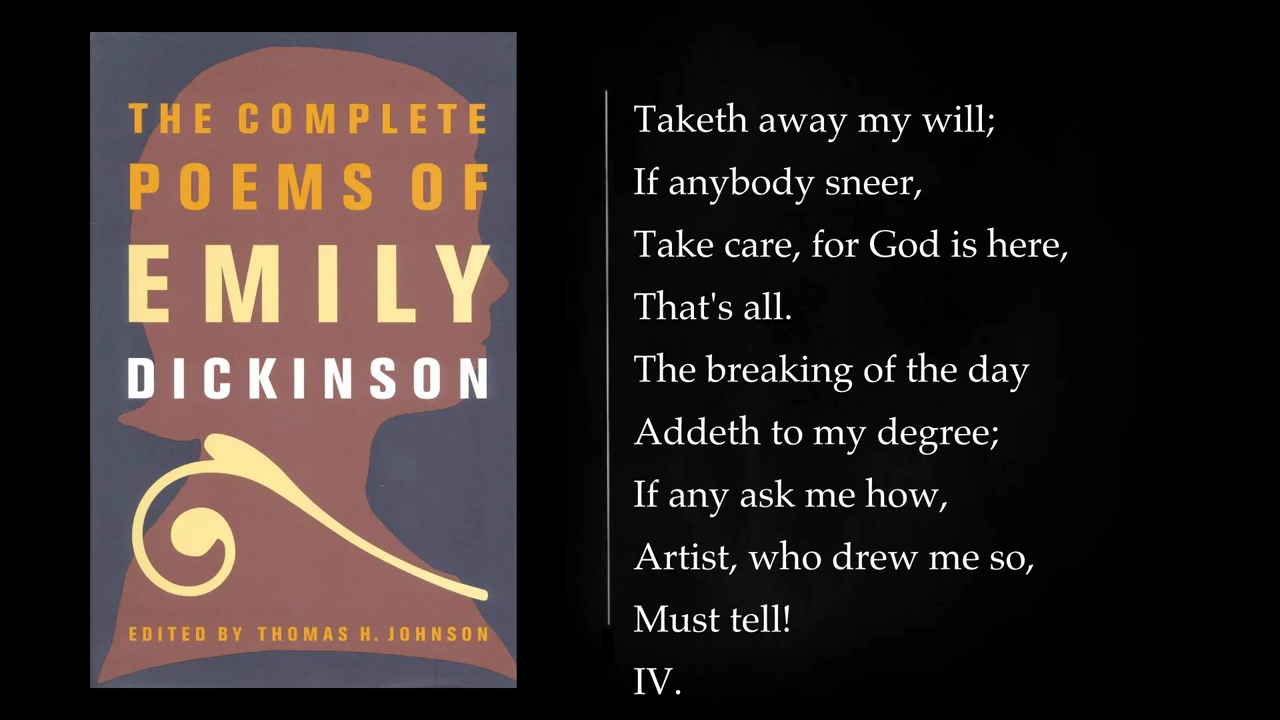 THE COMPLETE
POEMS OF
EMILY
DICKINSON
EDITED BY THOMAS H. JOHNSON
Taketh away my will;
If anybody sneer,
Take care, for God is here,
That's all.
The breaking of the day
Addeth to my degree;
If any ask me how,
Artist, who drew me so,
Must tell!
IV.